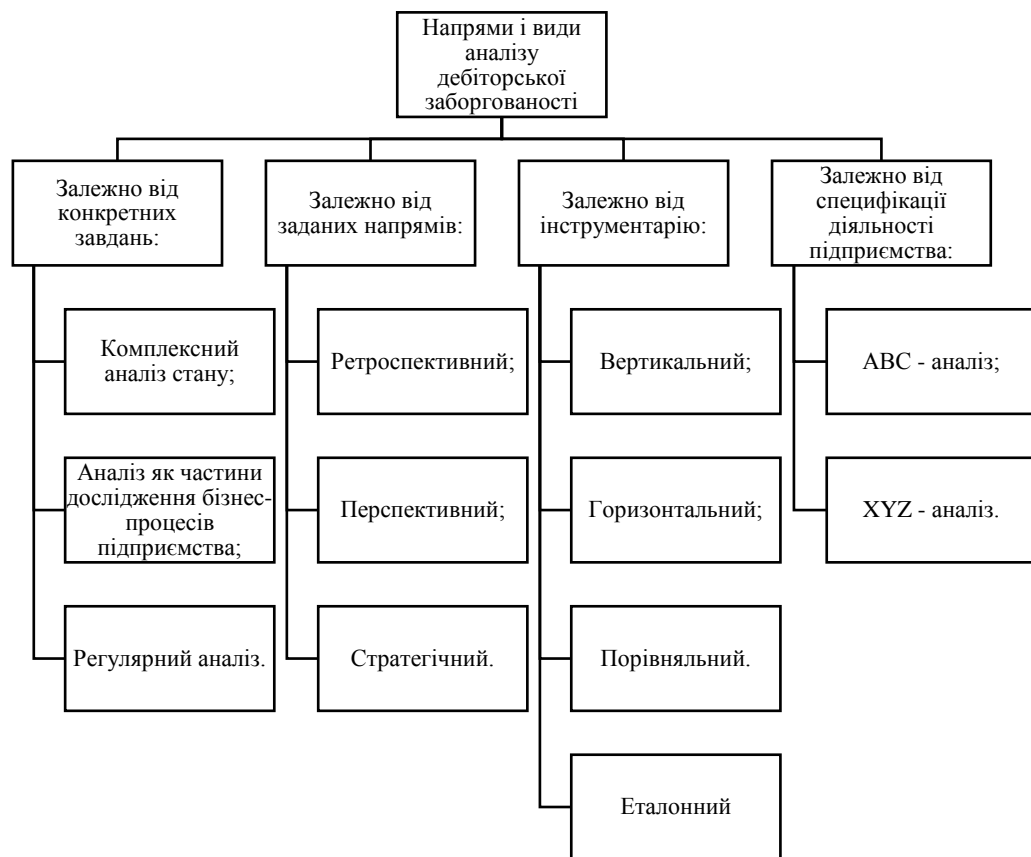 Напрями і види
аналізу
дебіторської
заборгованості
Залежно від
конкретних
завдань:
Комплексний
аналіз стану;
Аналіз як частини
дослідження бізнес-
процесів
підприємства;
Регулярний аналіз.
Залежно від
заданих напрямів:
Ретроспективний;
Перспективний;
Стратегічний.
Залежно від
інструментарію:
Вертикальний;
Горизонтальний;
Порівняльний.
Еталонний
Залежно від
специфікації
діяльності
підприємства:
ABC - аналіз;
XYZ - аналіз.